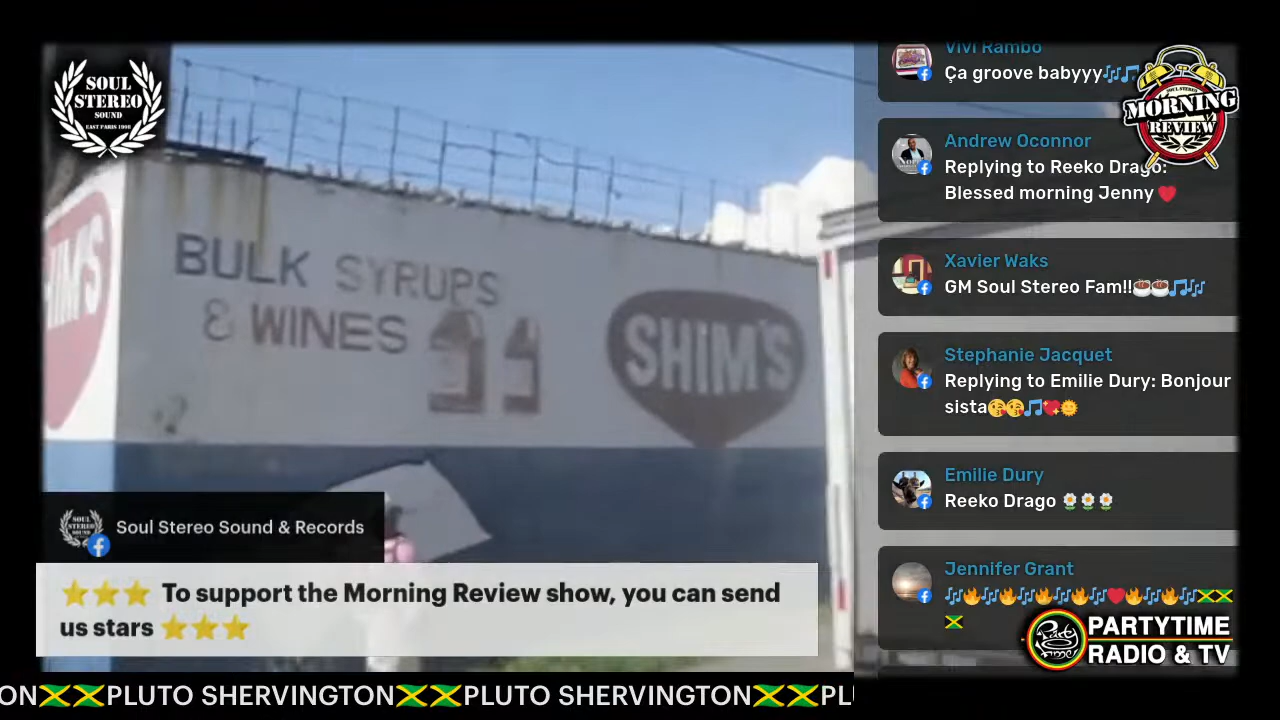 SOUL
STEREO
SOUND
EAST PARIS 1988
SHIM'S
BULK SYRUPS
& WINES
SHIM'S
Soul Stereo Sound & Records
⭐⭐⭐ To support the Morning Review show, you can send
us stars ⭐⭐⭐
ON🇯🇲🇯🇲PLUTO SHERVINGTON🇯🇲🇯🇲PLUTO SHERVINGTON🇯🇲🇯🇲PL
Vivi Rambo
Ça groove babyyy🎶🎵
MORNING
REVIEW
Andrew Oconnor
Replying to Reeko Drago:
Blessed morning Jenny ❤️
Xavier Waks
GM Soul Stereo Fam!!☕☕🎵🎶
Stephanie Jacquet
Replying to Emilie Dury: Bonjour
sista😘😘🎵💖🌞
Emilie Dury
Reeko Drago 🌼🌼🌼
Jennifer Grant
🎶🔥🎶🔥🎶🔥🎶🔥🎶❤️🔥🎶🔥🎶🇯🇲🇯🇲
🇯🇲
PARTYTIME
RADIO & TV